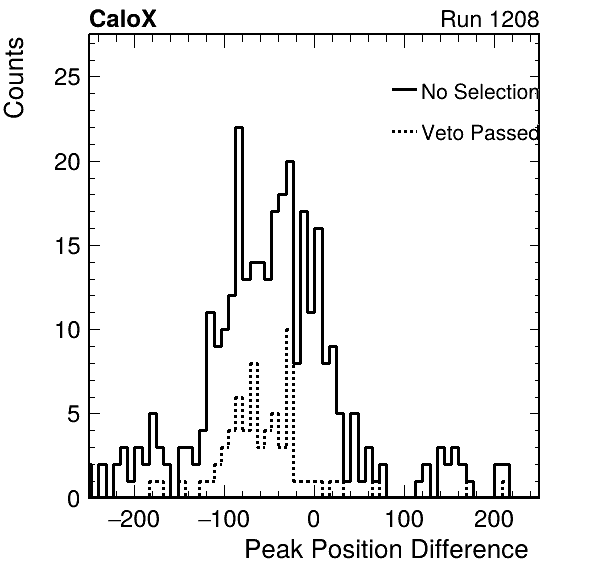 CaloX Run 1208
Counts
25
20
15
10
5
0
No Selection
Veto Passed
−200 −100 0 100 200
Peak Position Difference